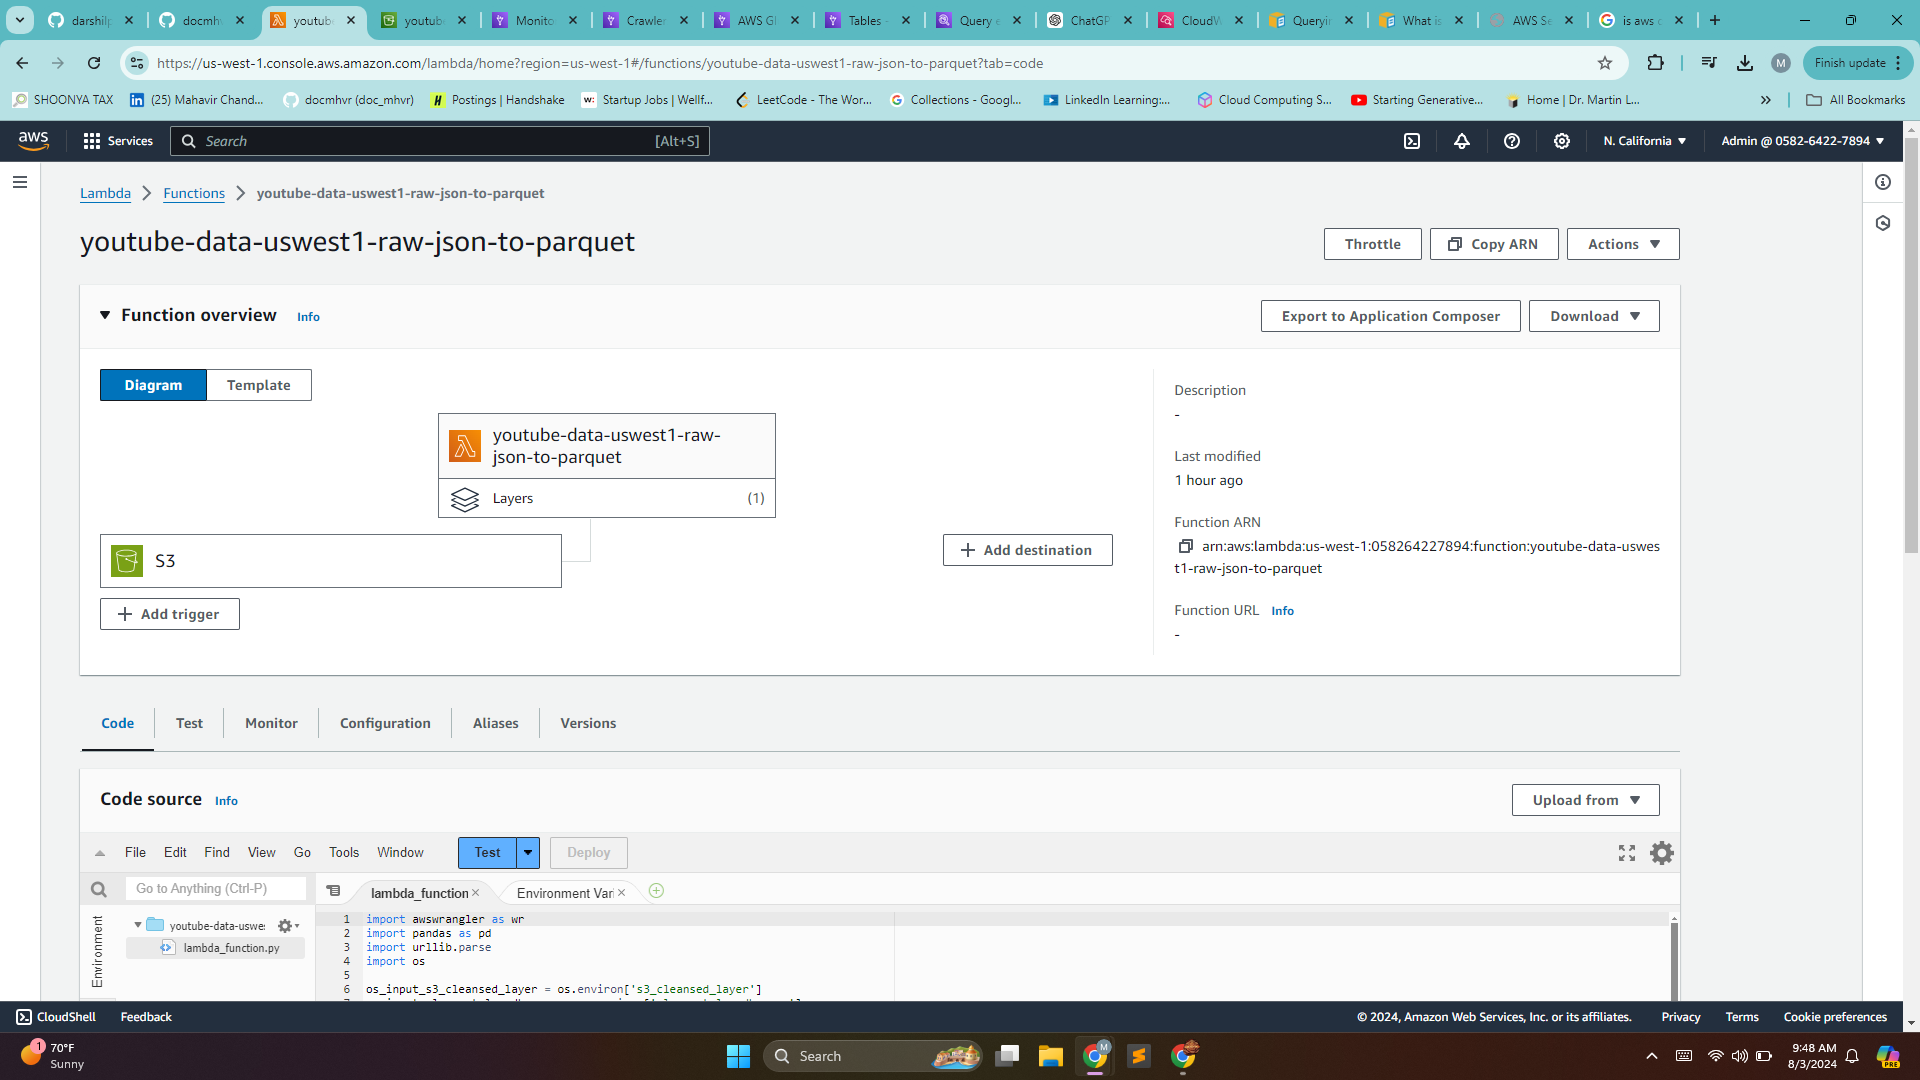 darshilp
docmhv
youtube
youtube
Monito
Crawler
AWS Gl
Tables -
Query e
ChatGP
CloudW
Queryi
What is
AWS Se
is aws c
https://us-west-1.console.aws.amazon.com/lambda/home?region=us-west-1#/functions/youtube-data-uswest1-raw-json-to-parquet?tab=code
M
Finish update
SHOONYA TAX
(25) Mahavir Chand...
docmhvr (doc_mhvr)
Postings | Handshake
Startup Jobs | Wellf...
LeetCode - The Wor...
Collections - Googl...
LinkedIn Learning:...
Cloud Computing S...
Starting Generative...
Home | Dr. Martin L...
All Bookmarks
aws
Services
Search
[Alt+S]
N. California
Admin @ 0582-6422-7894
Lambda
Functions
youtube-data-uswest1-raw-json-to-parquet
youtube-data-uswest1-raw-json-to-parquet
Throttle
Copy ARN
Actions
Function overview
Info
Export to Application Composer
Download
Diagram
Template
youtube-data-uswest1-raw-
json-to-parquet
Layers
(1)
S3
Add trigger
Add destination
Description
-
Last modified
1 hour ago
Function ARN
arn:aws:lambda:us-west-1:058264227894:function:youtube-data-uswes
t1-raw-json-to-parquet
Function URL
Info
-
Code
Test
Monitor
Configuration
Aliases
Versions
Code source
Info
Upload from
File
Edit
Find
View
Go
Tools
Window
Test
Deploy
Go to Anything (Ctrl-P)
lambda_function
Environment Vari
Environment
youtube-data-uswe:
lambda_function.py
1 import awswrangler as wr
2 import pandas as pd
3 import urllib.parse
4 import os
5
6 os_input_s3_cleansed_layer = os.environ['s3_cleansed_layer']
CloudShell
Feedback
© 2024, Amazon Web Services, Inc. or its affiliates.
Privacy
Terms
Cookie preferences
1
70°F
Sunny
Search
M
9:48 AM
8/3/2024
PRE